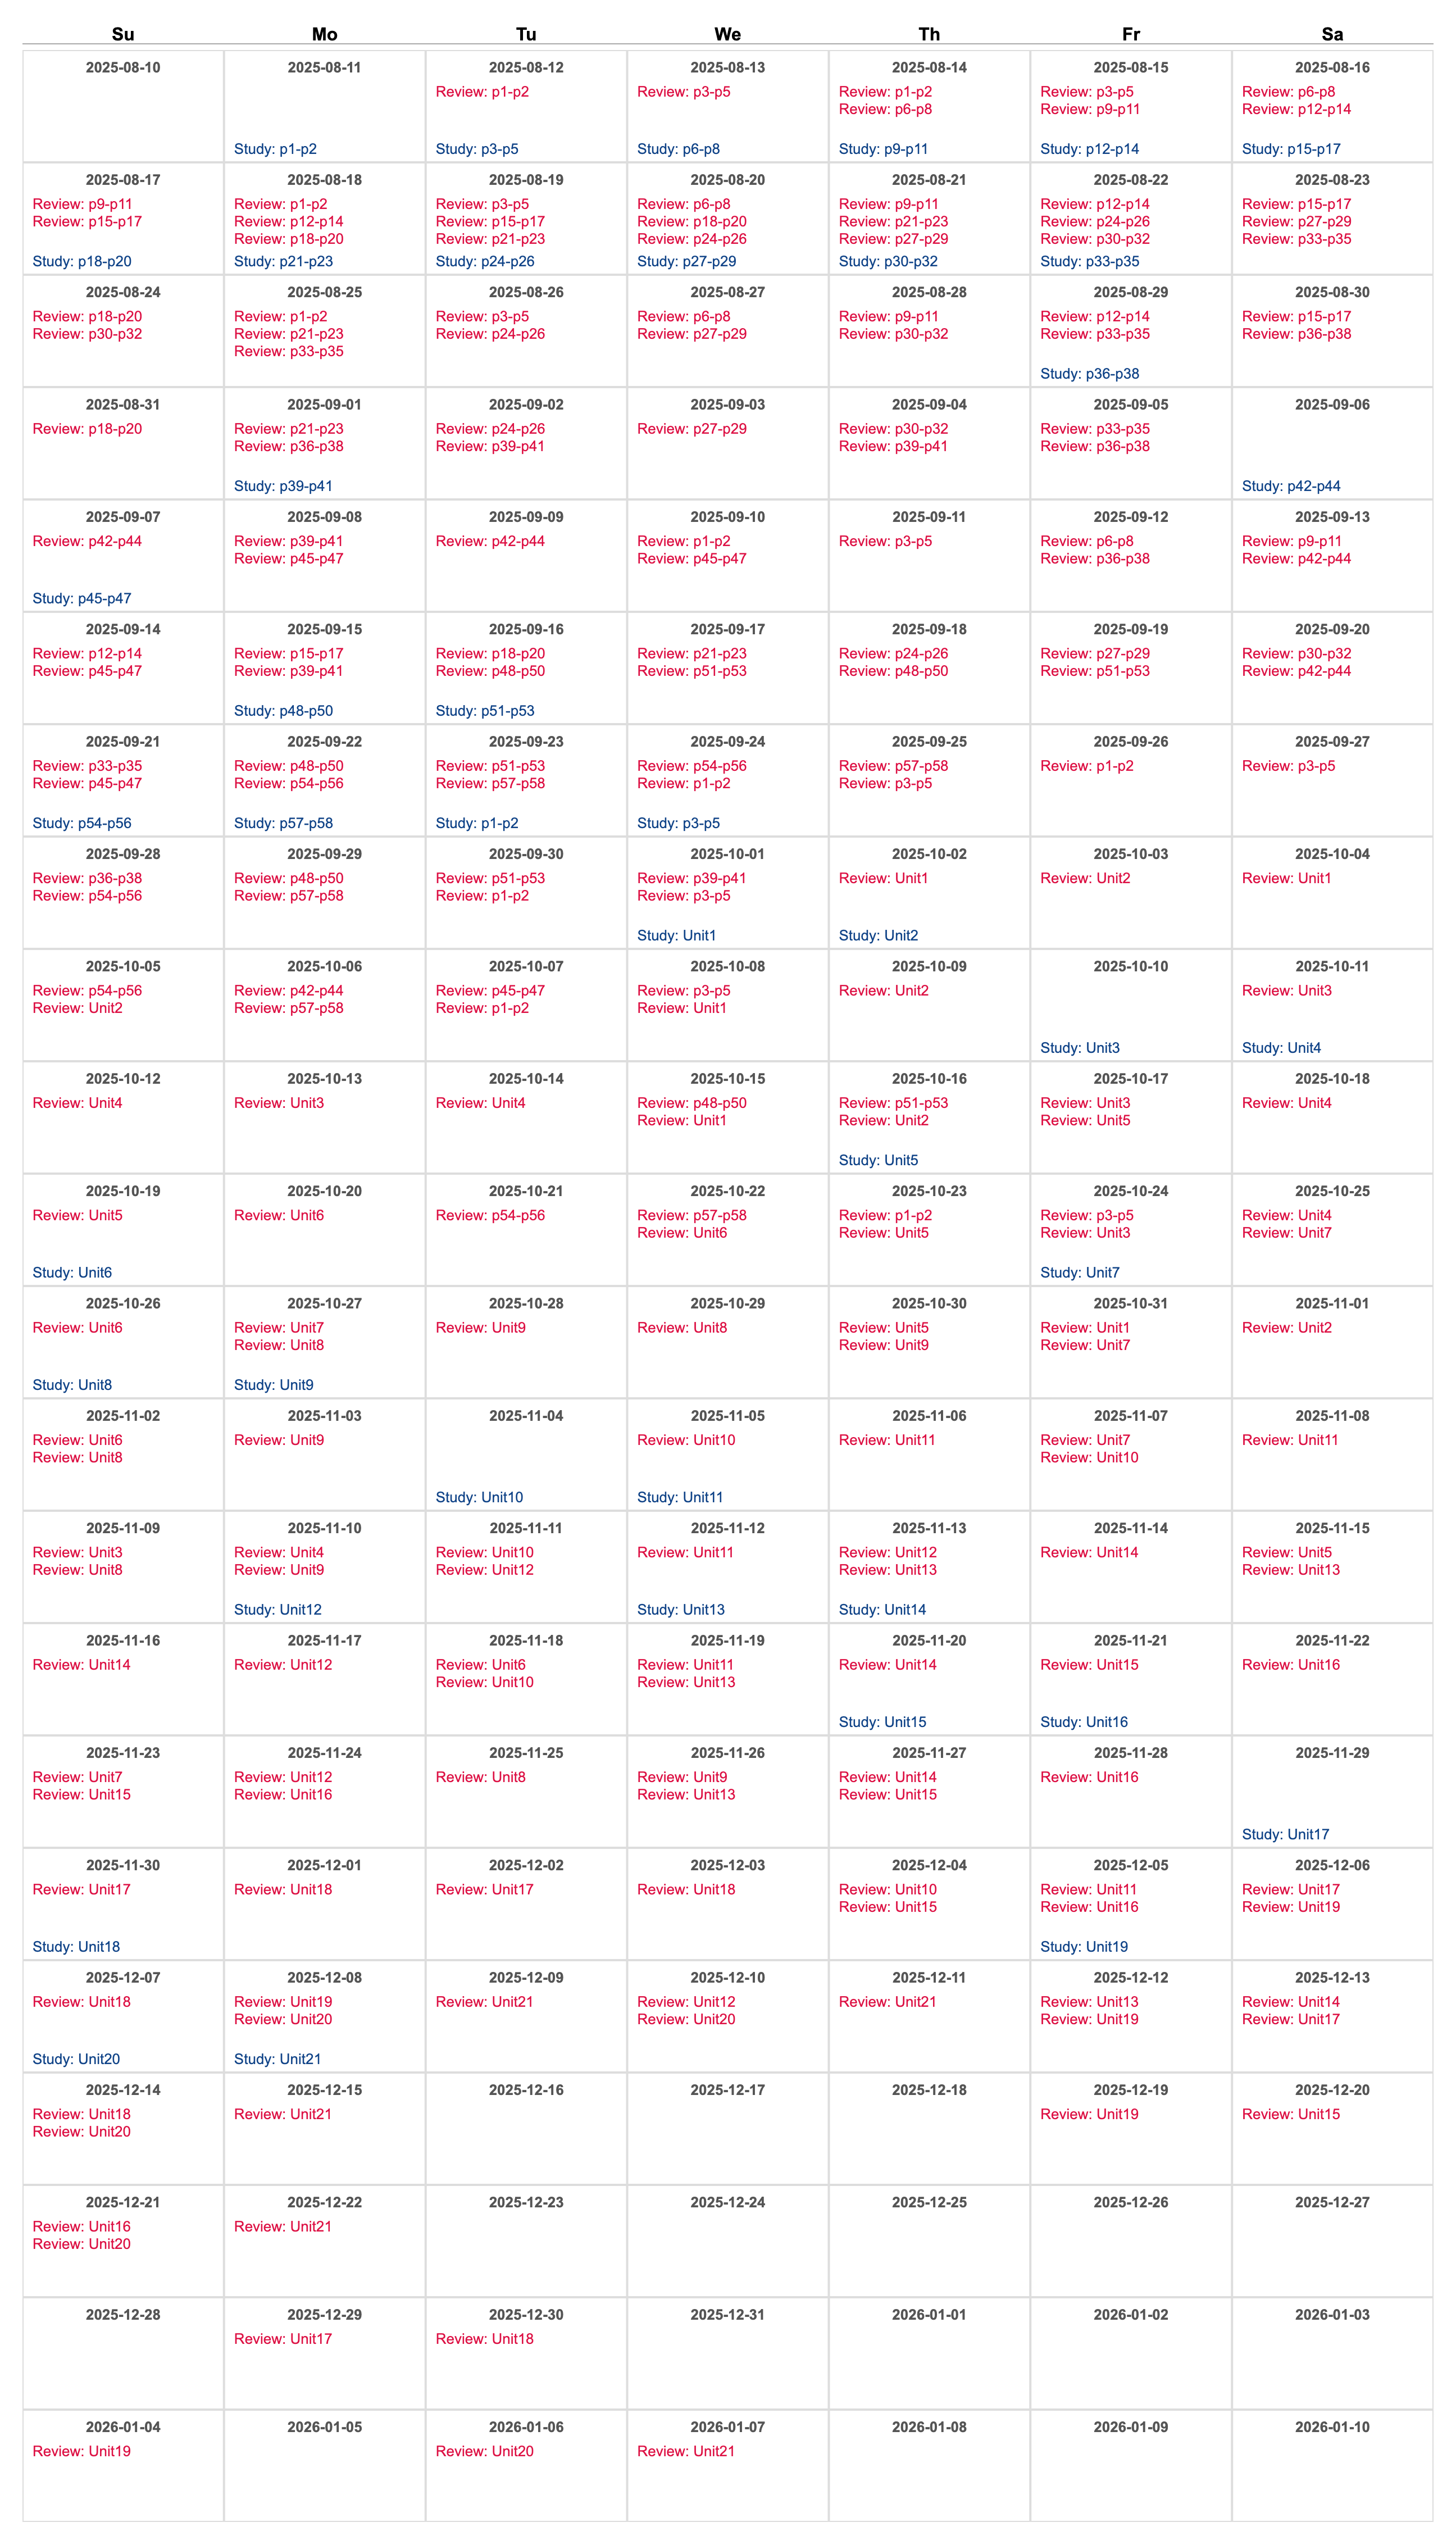 Su
Mo
Tu
We
Th
Fr
Sa
2025-08-10
2025-08-11
Study: p1-p2
2025-08-12
Review: p1-p2
Study: p3-p5
2025-08-13
Review: p3-p5
Study: p6-p8
2025-08-14
Review: p1-p2
Review: p6-p8
Study: p9-p11
2025-08-15
Review: p3-p5
Review: p9-p11
Study: p12-p14
2025-08-16
Review: p6-p8
Review: p12-p14
Study: p15-p17
2025-08-17
Review: p9-p11
Review: p15-p17
Study: p18-p20
2025-08-18
Review: p1-p2
Review: p12-p14
Review: p18-p20
Study: p21-p23
2025-08-19
Review: p3-p5
Review: p15-p17
Review: p21-p23
Study: p24-p26
2025-08-20
Review: p6-p8
Review: p18-p20
Review: p24-p26
Study: p27-p29
2025-08-21
Review: p9-p11
Review: p21-p23
Review: p27-p29
Study: p30-p32
2025-08-22
Review: p12-p14
Review: p24-p26
Review: p30-p32
Study: p33-p35
2025-08-23
Review: p15-p17
Review: p27-p29
Review: p33-p35
2025-08-24
Review: p18-p20
Review: p30-p32
2025-08-25
Review: p1-p2
Review: p21-p23
Review: p33-p35
2025-08-26
Review: p3-p5
Review: p24-p26
2025-08-27
Review: p6-p8
Review: p27-p29
2025-08-28
Review: p9-p11
Review: p30-p32
2025-08-29
Review: p12-p14
Review: p33-p35
Study: p36-p38
2025-08-30
Review: p15-p17
Review: p36-p38
2025-08-31
Review: p18-p20
2025-09-01
Review: p21-p23
Review: p36-p38
Study: p39-p41
2025-09-02
Review: p24-p26
Review: p39-p41
2025-09-03
Review: p27-p29
2025-09-04
Review: p30-p32
Review: p39-p41
2025-09-05
Review: p33-p35
Review: p36-p38
2025-09-06
Study: p42-p44
2025-09-07
Review: p42-p44
Study: p45-p47
2025-09-08
Review: p39-p41
Review: p45-p47
2025-09-09
Review: p42-p44
2025-09-10
Review: p1-p2
Review: p45-p47
2025-09-11
Review: p3-p5
2025-09-12
Review: p6-p8
Review: p36-p38
2025-09-13
Review: p9-p11
Review: p42-p44
2025-09-14
Review: p12-p14
Review: p45-p47
2025-09-15
Review: p15-p17
Review: p39-p41
Study: p48-p50
2025-09-16
Review: p18-p20
Review: p48-p50
Study: p51-p53
2025-09-17
Review: p21-p23
Review: p51-p53
2025-09-18
Review: p24-p26
Review: p48-p50
2025-09-19
Review: p27-p29
Review: p51-p53
2025-09-20
Review: p30-p32
Review: p42-p44
2025-09-21
Review: p33-p35
Review: p45-p47
Study: p54-p56
2025-09-22
Review: p48-p50
Review: p54-p56
Study: p57-p58
2025-09-23
Review: p51-p53
Review: p57-p58
Study: p1-p2
2025-09-24
Review: p54-p56
Review: p1-p2
Study: p3-p5
2025-09-25
Review: p57-p58
Review: p3-p5
2025-09-26
Review: p1-p2
2025-09-27
Review: p3-p5
2025-09-28
Review: p36-p38
Review: p54-p56
2025-09-29
Review: p48-p50
Review: p57-p58
2025-09-30
Review: p51-p53
Review: p1-p2
2025-10-01
Review: p39-p41
Review: p3-p5
Study: Unit1
2025-10-02
Review: Unit1
Study: Unit2
2025-10-03
Review: Unit2
2025-10-04
Review: Unit1
2025-10-05
Review: p54-p56
Review: Unit2
2025-10-06
Review: p42-p44
Review: p57-p58
2025-10-07
Review: p45-p47
Review: p1-p2
2025-10-08
Review: p3-p5
Review: Unit1
2025-10-09
Review: Unit2
2025-10-10
Study: Unit3
2025-10-11
Review: Unit3
Study: Unit4
2025-10-12
Review: Unit4
2025-10-13
Review: Unit3
2025-10-14
Review: Unit4
2025-10-15
Review: p48-p50
Review: Unit1
2025-10-16
Review: p51-p53
Review: Unit2
Study: Unit5
2025-10-17
Review: Unit3
Review: Unit5
2025-10-18
Review: Unit4
2025-10-19
Review: Unit5
Study: Unit6
2025-10-20
Review: Unit6
2025-10-21
Review: p54-p56
2025-10-22
Review: p57-p58
Review: Unit6
2025-10-23
Review: p1-p2
Review: Unit5
2025-10-24
Review: p3-p5
Review: Unit3
Study: Unit7
2025-10-25
Review: Unit4
Review: Unit7
2025-10-26
Review: Unit6
Study: Unit8
2025-10-27
Review: Unit7
Review: Unit8
Study: Unit9
2025-10-28
Review: Unit9
2025-10-29
Review: Unit8
2025-10-30
Review: Unit5
Review: Unit9
2025-10-31
Review: Unit1
Review: Unit7
2025-11-01
Review: Unit2
2025-11-02
Review: Unit6
Review: Unit8
2025-11-03
Review: Unit9
2025-11-04
Study: Unit10
2025-11-05
Review: Unit10
Study: Unit11
2025-11-06
Review: Unit11
2025-11-07
Review: Unit7
Review: Unit10
2025-11-08
Review: Unit11
2025-11-09
Review: Unit3
Review: Unit8
2025-11-10
Review: Unit4
Review: Unit9
Study: Unit12
2025-11-11
Review: Unit10
Review: Unit12
2025-11-12
Review: Unit11
Study: Unit13
2025-11-13
Review: Unit12
Review: Unit13
Study: Unit14
2025-11-14
Review: Unit14
2025-11-15
Review: Unit5
Review: Unit13
2025-11-16
Review: Unit14
2025-11-17
Review: Unit12
2025-11-18
Review: Unit6
Review: Unit10
2025-11-19
Review: Unit11
Review: Unit13
2025-11-20
Review: Unit14
Study: Unit15
2025-11-21
Review: Unit15
Study: Unit16
2025-11-22
Review: Unit16
2025-11-23
Review: Unit7
Review: Unit15
2025-11-24
Review: Unit12
Review: Unit16
2025-11-25
Review: Unit8
2025-11-26
Review: Unit9
Review: Unit13
2025-11-27
Review: Unit14
Review: Unit15
2025-11-28
Review: Unit16
2025-11-29
Study: Unit17
2025-11-30
Review: Unit17
Study: Unit18
2025-12-01
Review: Unit18
2025-12-02
Review: Unit17
2025-12-03
Review: Unit18
2025-12-04
Review: Unit10
Review: Unit15
2025-12-05
Review: Unit11
Review: Unit16
Study: Unit19
2025-12-06
Review: Unit17
Review: Unit19
2025-12-07
Review: Unit18
Study: Unit20
2025-12-08
Review: Unit19
Review: Unit20
Study: Unit21
2025-12-09
Review: Unit21
2025-12-10
Review: Unit12
Review: Unit20
2025-12-11
Review: Unit21
2025-12-12
Review: Unit13
Review: Unit19
2025-12-13
Review: Unit14
Review: Unit17
2025-12-14
Review: Unit18
Review: Unit20
2025-12-15
Review: Unit21
2025-12-16
2025-12-17
2025-12-18
2025-12-19
Review: Unit19
2025-12-20
Review: Unit15
2025-12-21
Review: Unit16
Review: Unit20
2025-12-22
Review: Unit21
2025-12-23
2025-12-24
2025-12-25
2025-12-26
2025-12-27
2025-12-28
2025-12-29
Review: Unit17
2025-12-30
Review: Unit18
2025-12-31
2026-01-01
2026-01-02
2026-01-03
2026-01-04
Review: Unit19
2026-01-05
2026-01-06
Review: Unit20
2026-01-07
Review: Unit21
2026-01-08
2026-01-09
2026-01-10